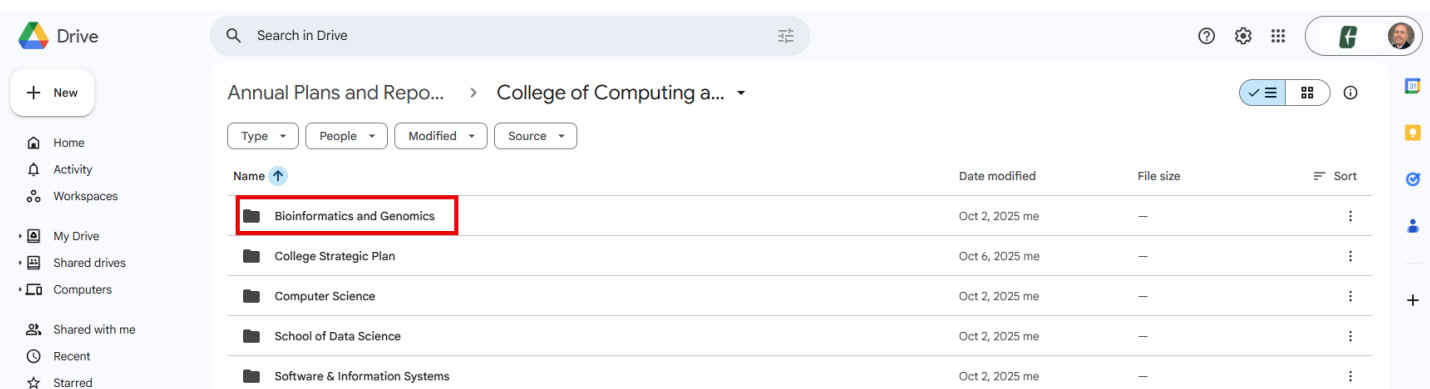 Drive
Search in Drive
New
Home
Activity
Workspaces
My Drive
Shared drives
Computers
Shared with me
Recent
Starred
Annual Plans and Repo... > College of Computing a...
Type People Modified Source
Name Date modified File size Sort
Bioinformatics and Genomics Oct 2, 2025 me —
College Strategic Plan Oct 6, 2025 me —
Computer Science Oct 2, 2025 me —
School of Data Science Oct 2, 2025 me —
Software & Information Systems Oct 2, 2025 me —
31